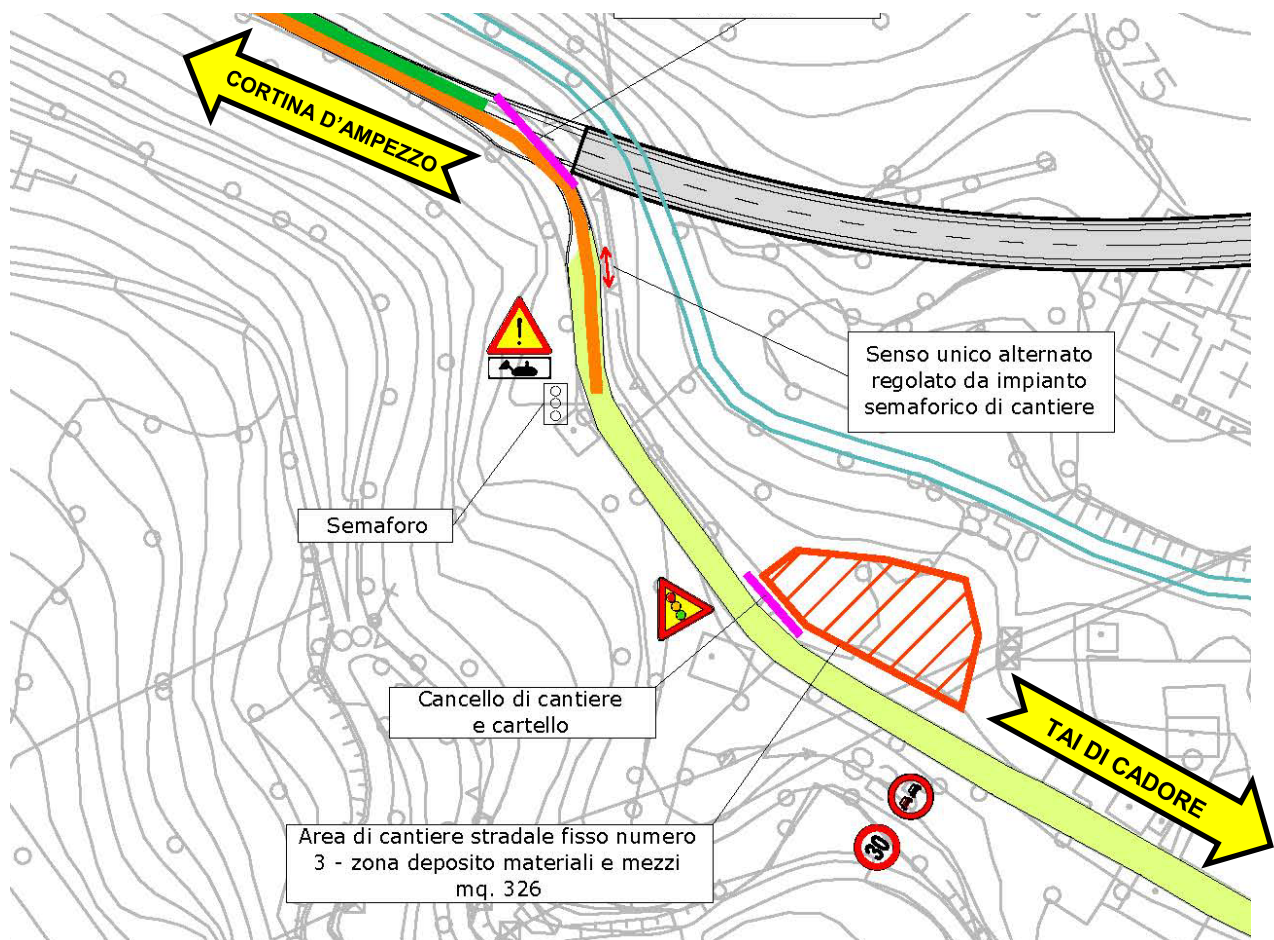 875
CORTINA D'AMPEZZO
Senso unico alternato
regolato da impianto
semaforico di cantiere
Semaforo
Cancello di cantiere
e cartello
TAI DI CADORE
Area di cantiere stradale fisso numero
3 - zona deposito materiali e mezzi
mq. 326
30